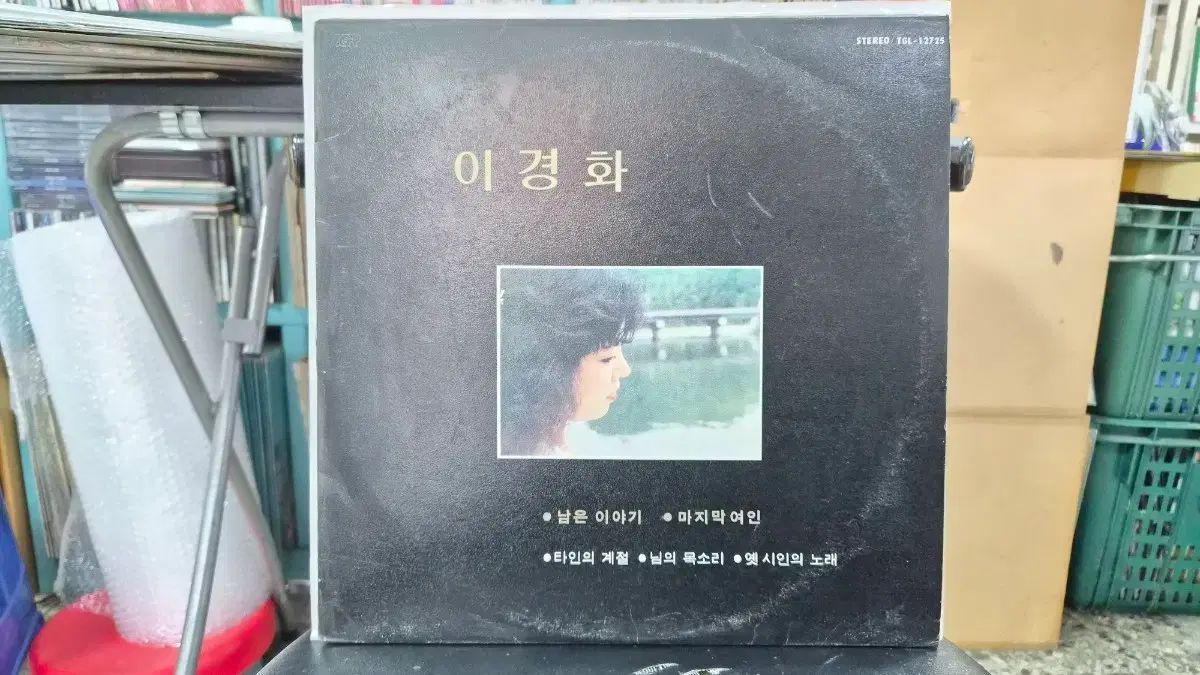 STEREO / TGL-12725
이경화
● 남은 이야기 ● 마지막 여인
● 타인의 계절 ● 님의 목소리 ● 옛 시인의 노래